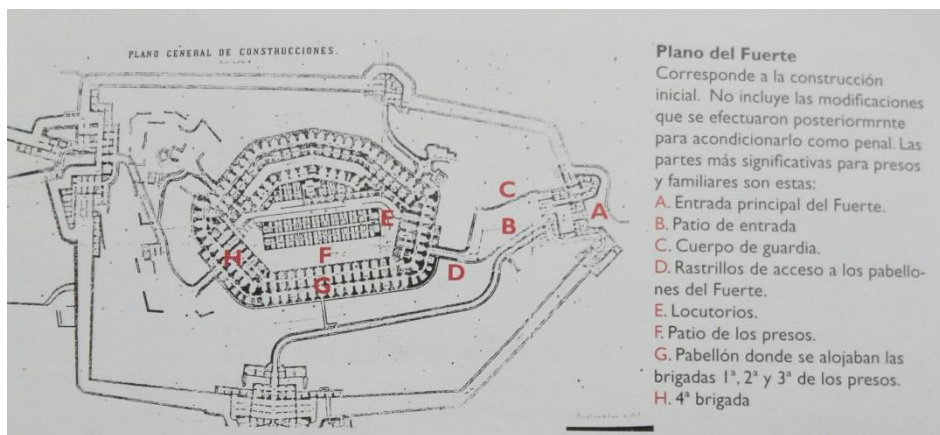 PLANO GENERAL DE CONSTRUCCIONES.
A
B
C
D
E
F
G
H
Plano del Fuerte
Corresponde a la construcción
inicial. No incluye las modificaciones
que se efectuaron posteriormrnte
para acondicionarlo como penal. Las
partes más significativas para presos
y familiares son estas:
A. Entrada principal del Fuerte.
B. Patio de entrada
C. Cuerpo de guardia.
D. Rastrillos de acceso a los pabello-
nes del Fuerte.
E. Locutorios.
F. Patio de los presos.
G. Pabellón donde se alojaban las
brigadas 1ª, 2ª y 3ª de los presos.
H. 4ª brigada